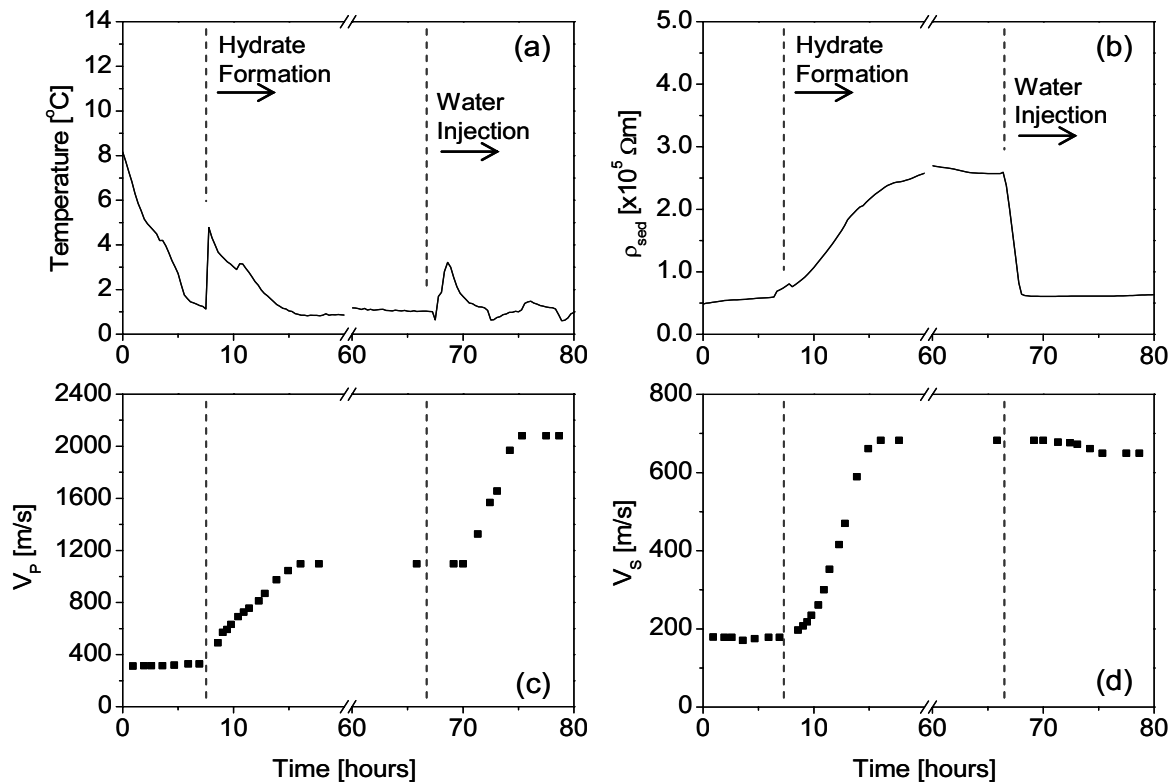 14
12
10
8
6
4
2
0
Temperature [°C]
Hydrate
Formation
Water
Injection
(a)
0
10
60
70
80
5.0
4.0
3.0
2.0
1.0
0.0
ρsed [x10⁵ Ωm]
Hydrate
Formation
Water
Injection
(b)
0
10
60
70
80
2400
2000
1600
1200
800
400
0
VP [m/s]
(c)
0
10
60
70
80
Time [hours]
800
600
400
200
0
VS [m/s]
(d)
0
10
60
70
80
Time [hours]